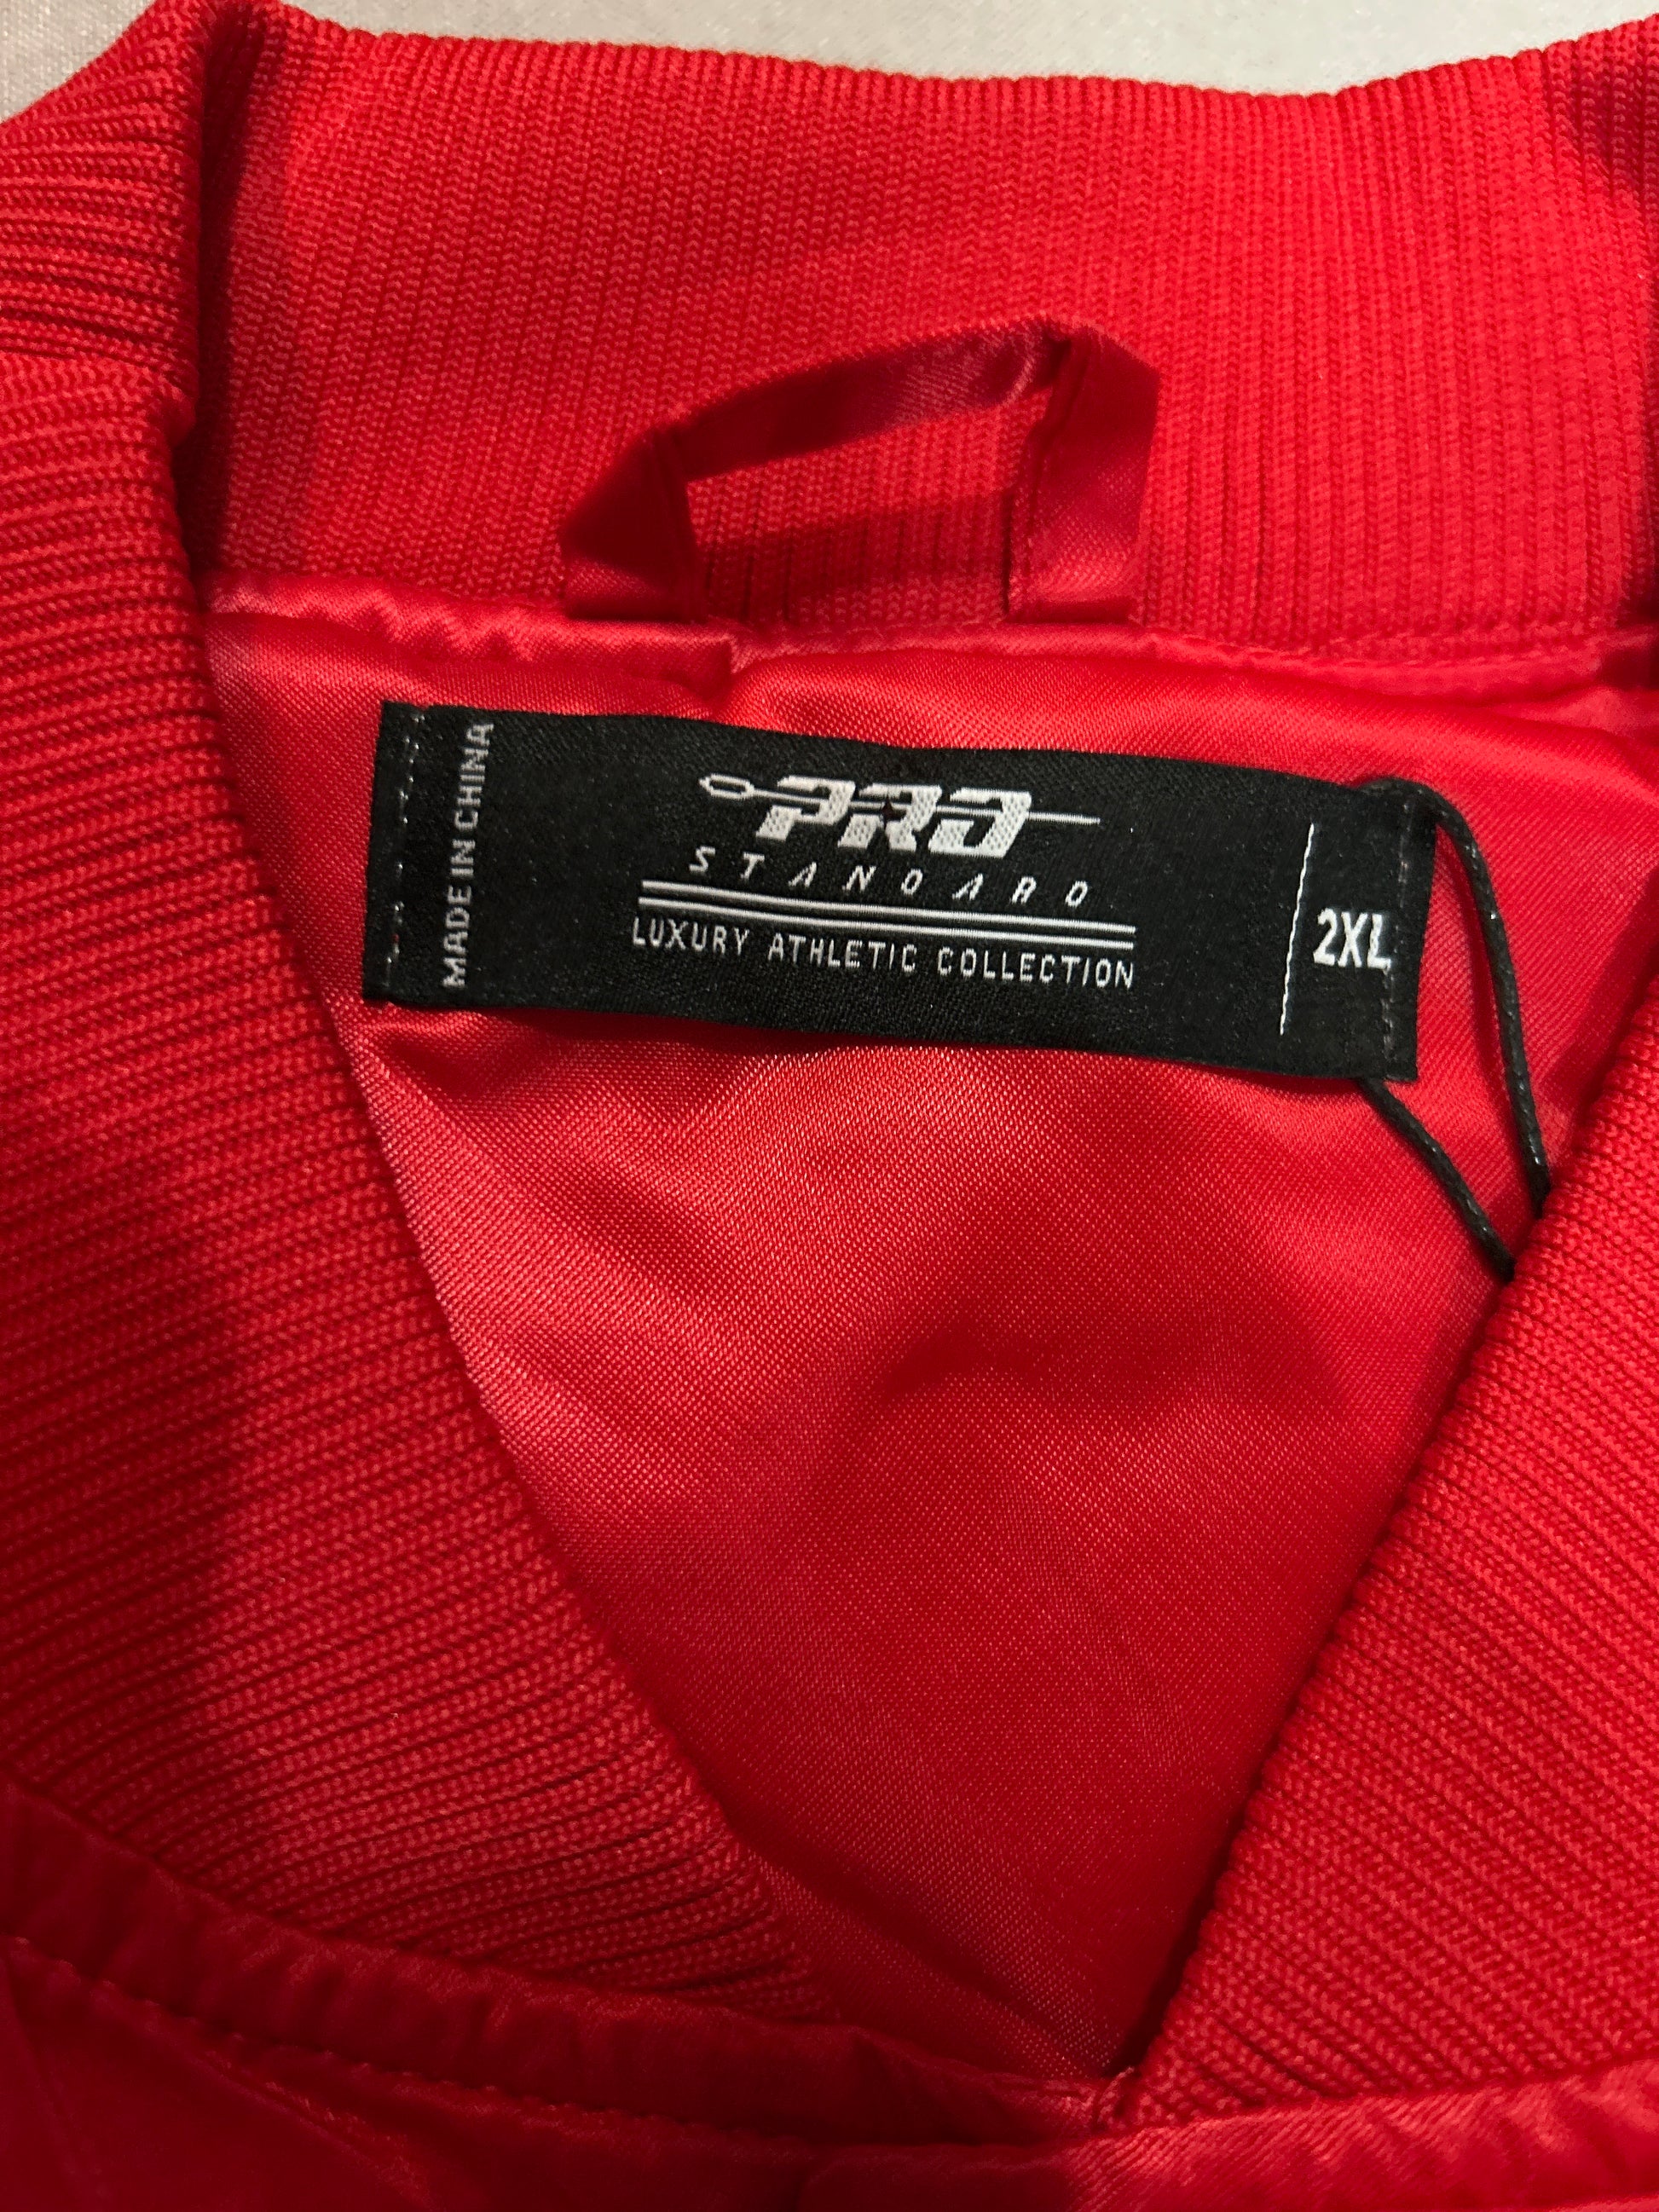 MADE IN CHINA
PRO
STANDARD
LUXURY ATHLETIC COLLECTION
2XL